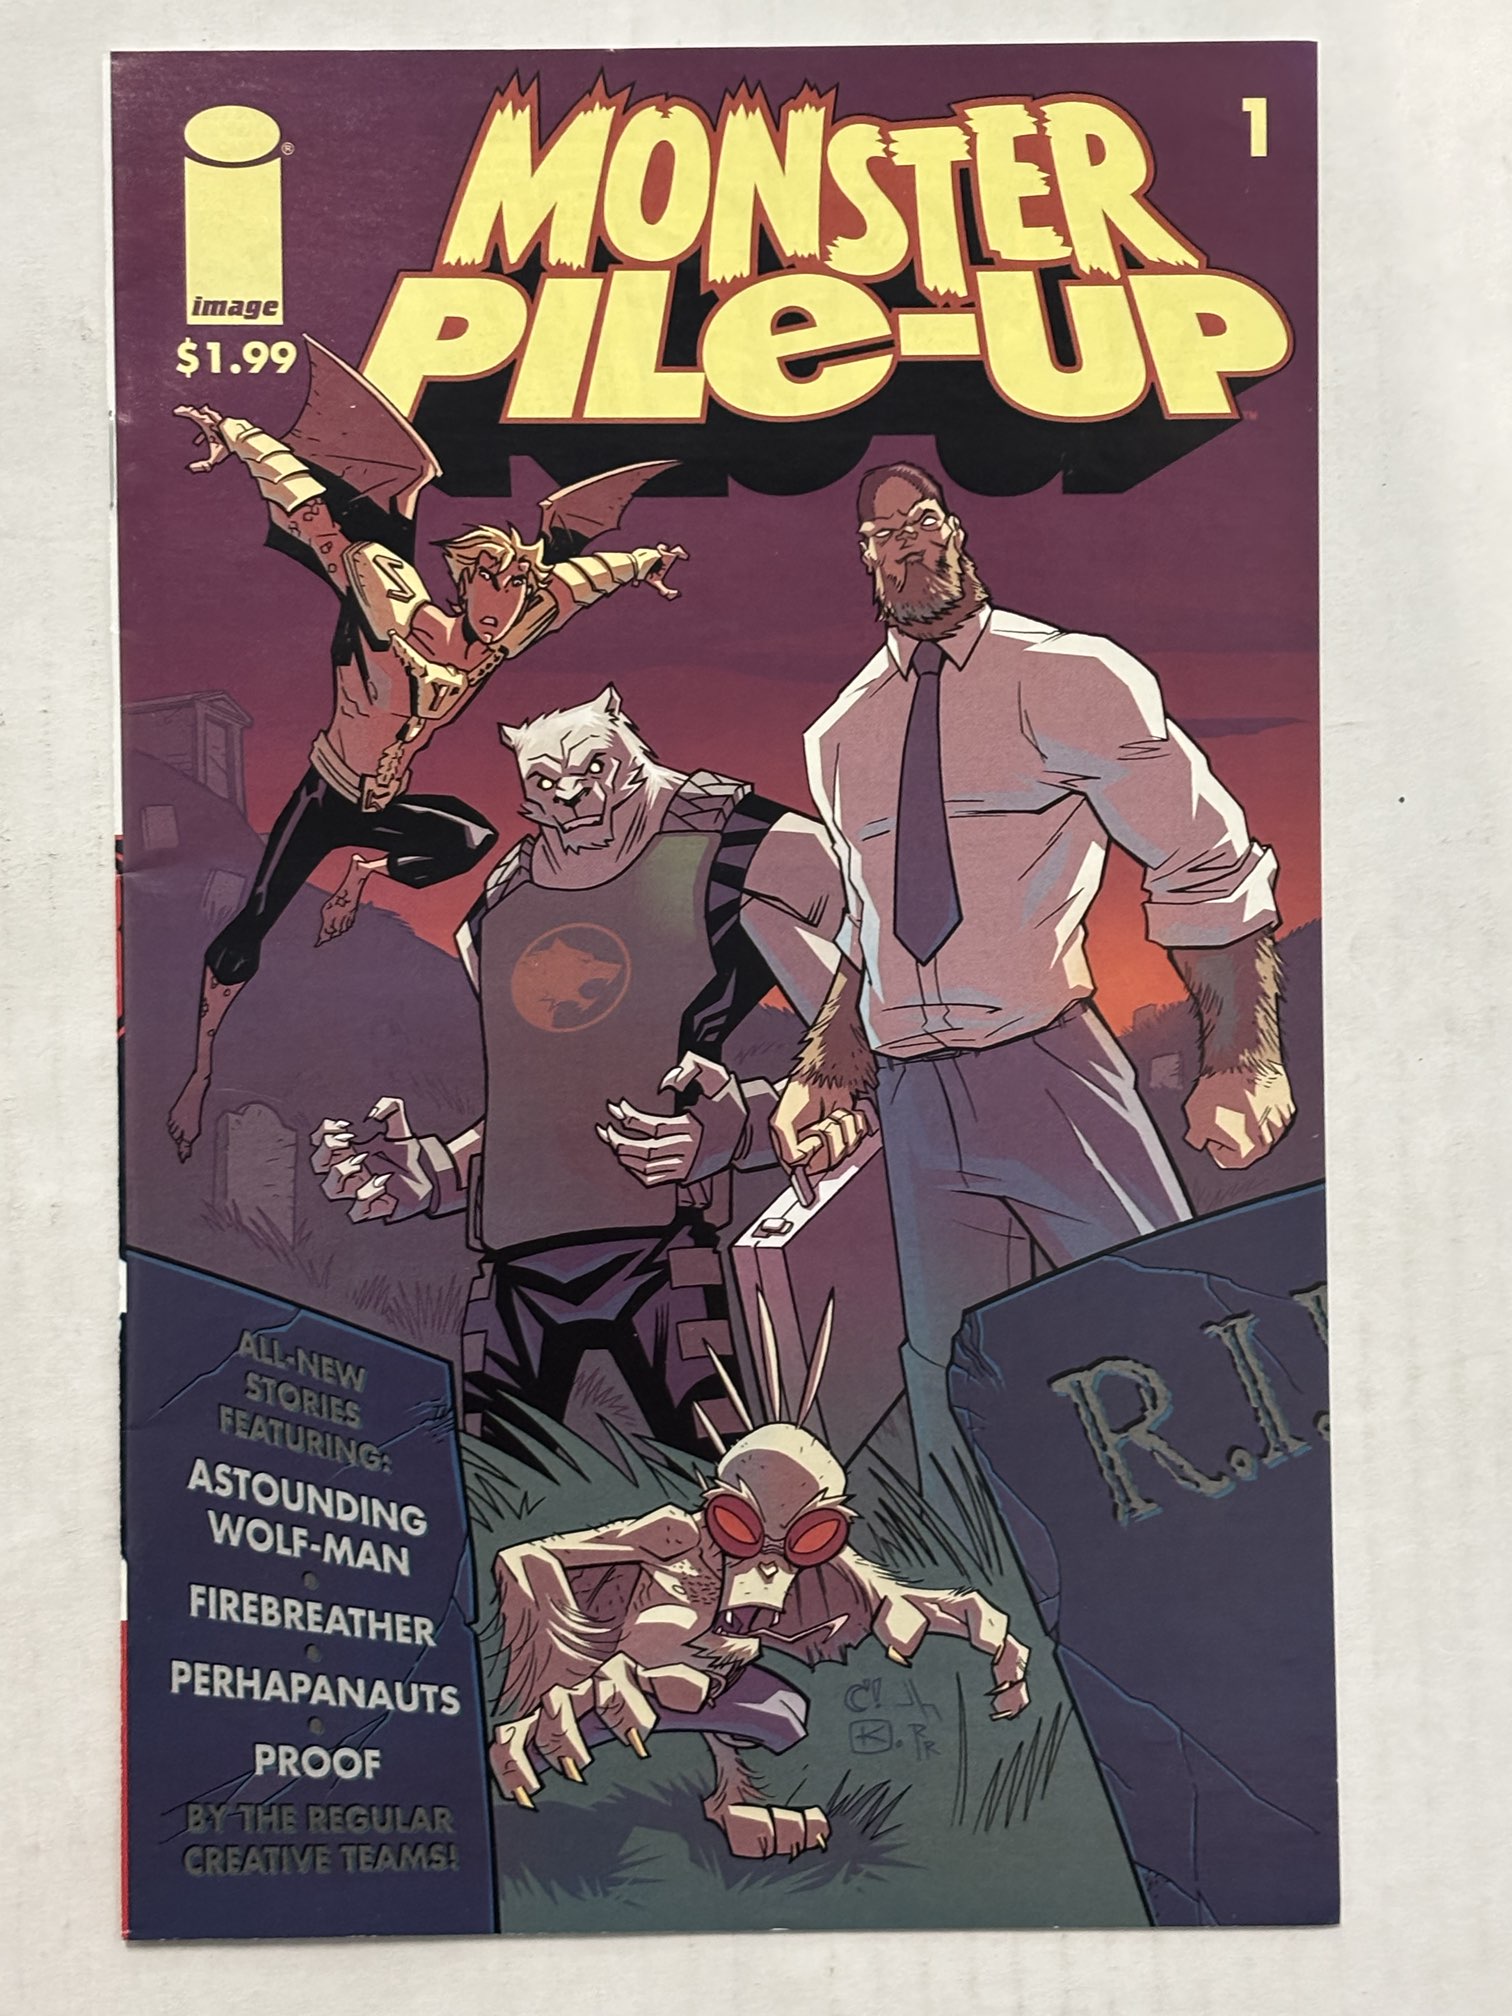 MONSTER
PILe-UP
1
image
®
$1.99
™
ALL-NEW
STORIES
FEATURING:
ASTOUNDING
WOLF-MAN
•
FIREBREATHER
•
PERHAPANAUTS
•
PROOF
BY THE REGULAR
CREATIVE TEAMS!
R.I.